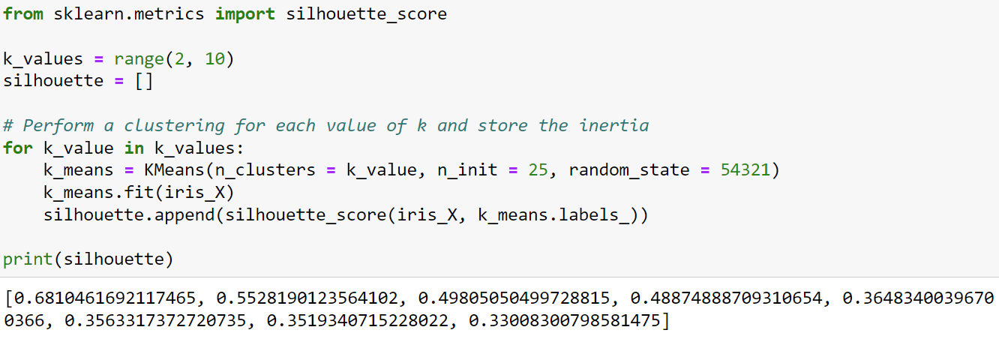 from sklearn.metrics import silhouette_score
k_values = range(2, 10)
silhouette = []
# Perform a clustering for each value of k and store the inertia
for k_value in k_values:
    k_means = KMeans(n_clusters = k_value, n_init = 25, random_state = 54321)
    k_means.fit(iris_X)
    silhouette.append(silhouette_score(iris_X, k_means.labels_))
print(silhouette)
[0.6810461692117465, 0.5528190123564102, 0.49805050499728815, 0.48874888709310654, 0.3648340039670
0366, 0.3563317372720735, 0.3519340715228022, 0.33008300798581475]